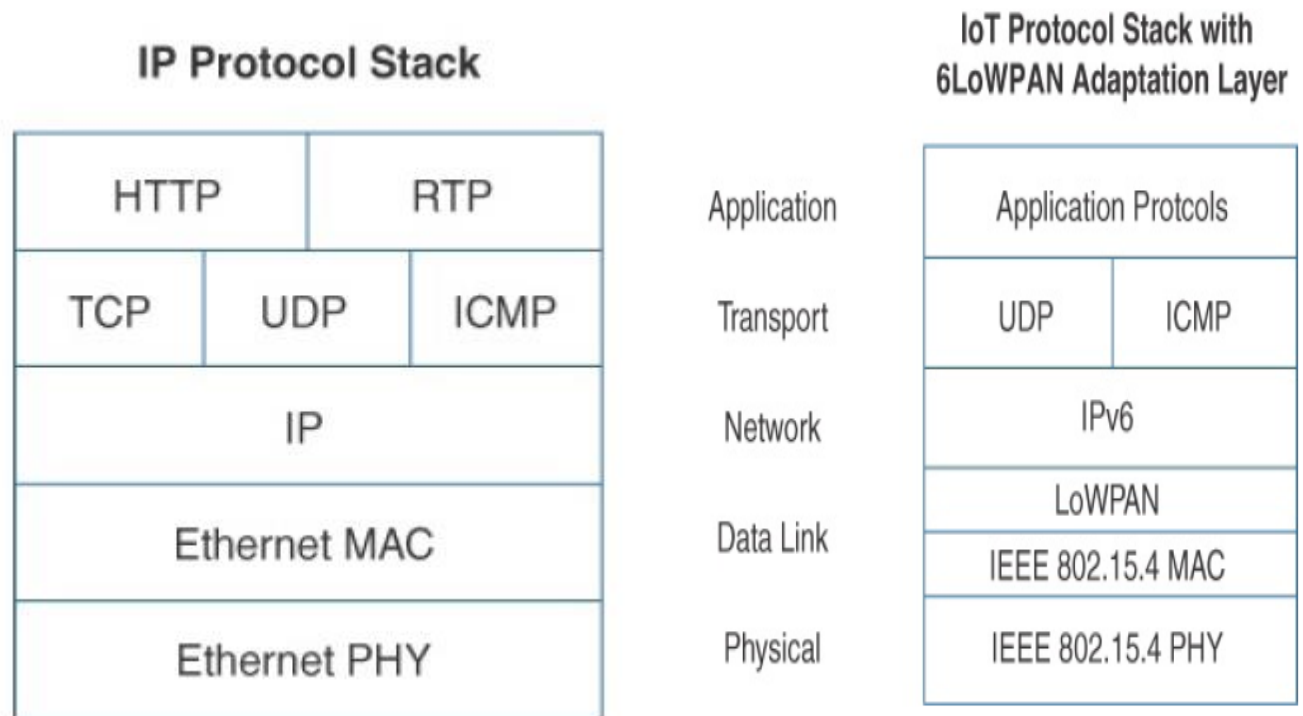 IP Protocol Stack
IoT Protocol Stack with
6LoWPAN Adaptation Layer
HTTP
RTP
Application
Application Protcols
TCP
UDP
ICMP
Transport
UDP
ICMP
IP
Network
IPv6
Ethernet MAC
Data Link
LoWPAN
IEEE 802.15.4 MAC
Ethernet PHY
Physical
IEEE 802.15.4 PHY